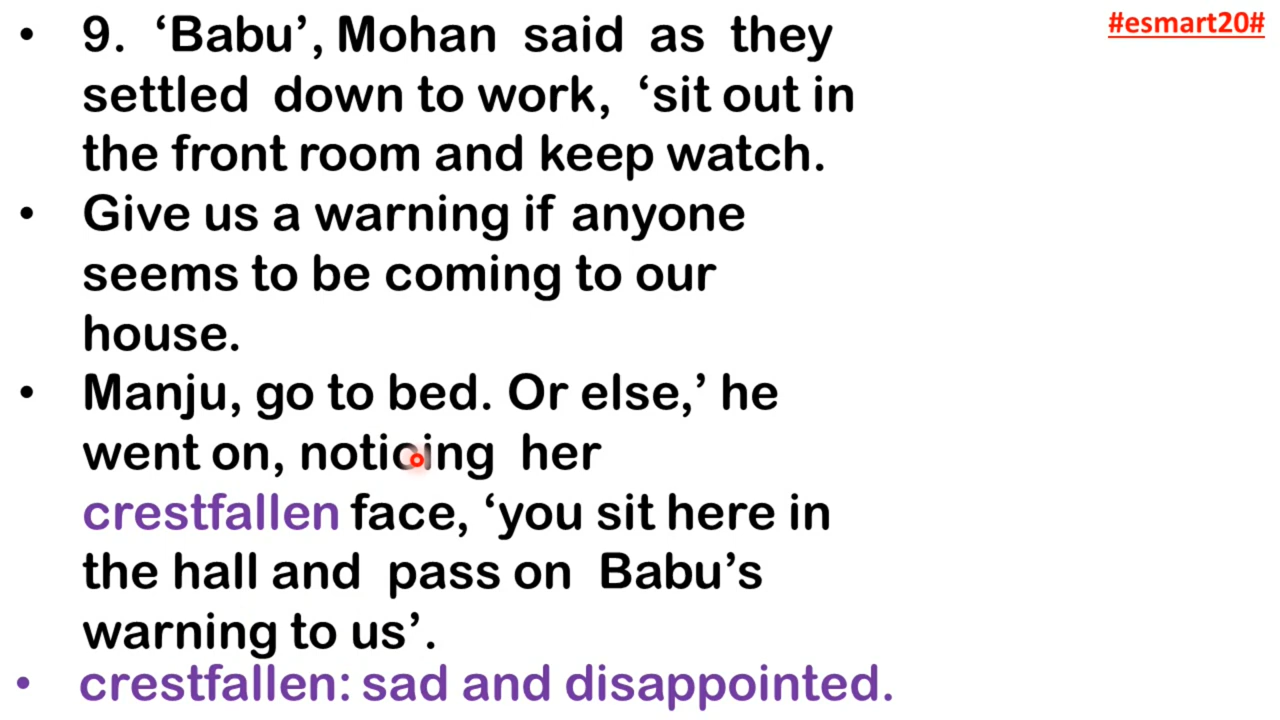 #esmart20#
• 9. ‘Babu’, Mohan said as they
settled down to work, ‘sit out in
the front room and keep watch.
• Give us a warning if anyone
seems to be coming to our
house.
• Manju, go to bed. Or else,’ he
went on, noticing her
crestfallen face, ‘you sit here in
the hall and pass on Babu’s
warning to us’.
• crestfallen: sad and disappointed.